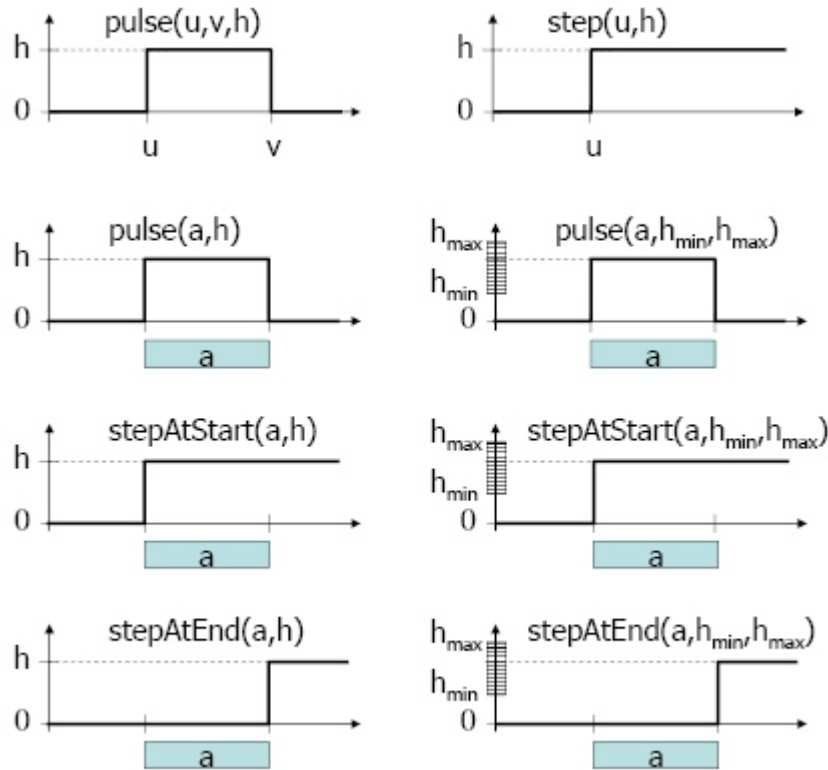 pulse(u,v,h)
h
0
u v
step(u,h)
h
0
u
pulse(a,h)
h
0
a
pulse(a,hmin,hmax)
hmax
hmin
0
a
stepAtStart(a,h)
h
0
a
stepAtStart(a,hmin,hmax)
hmax
hmin
0
a
stepAtEnd(a,h)
h
0
a
stepAtEnd(a,hmin,hmax)
hmax
hmin
0
a